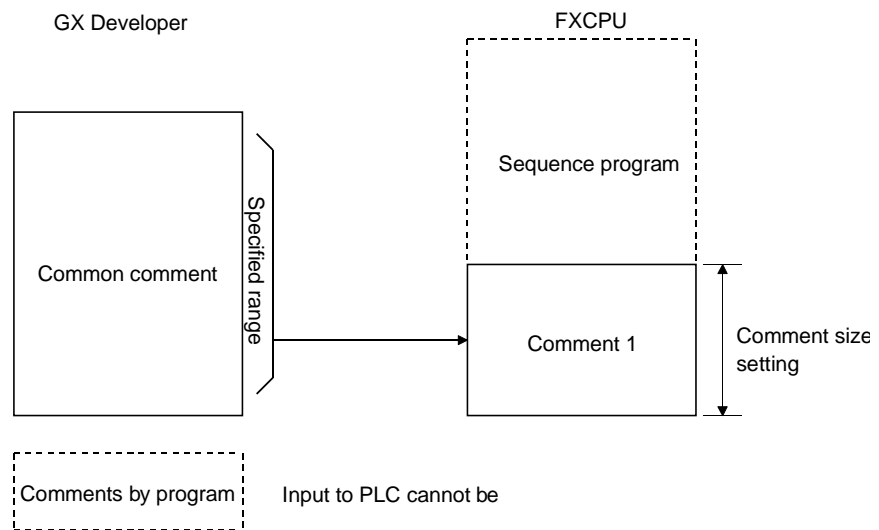 GX Developer
FXCPU
Sequence program
Specified range
Common comment
Comment 1
Comment size
setting
Comments by program
Input to PLC cannot be